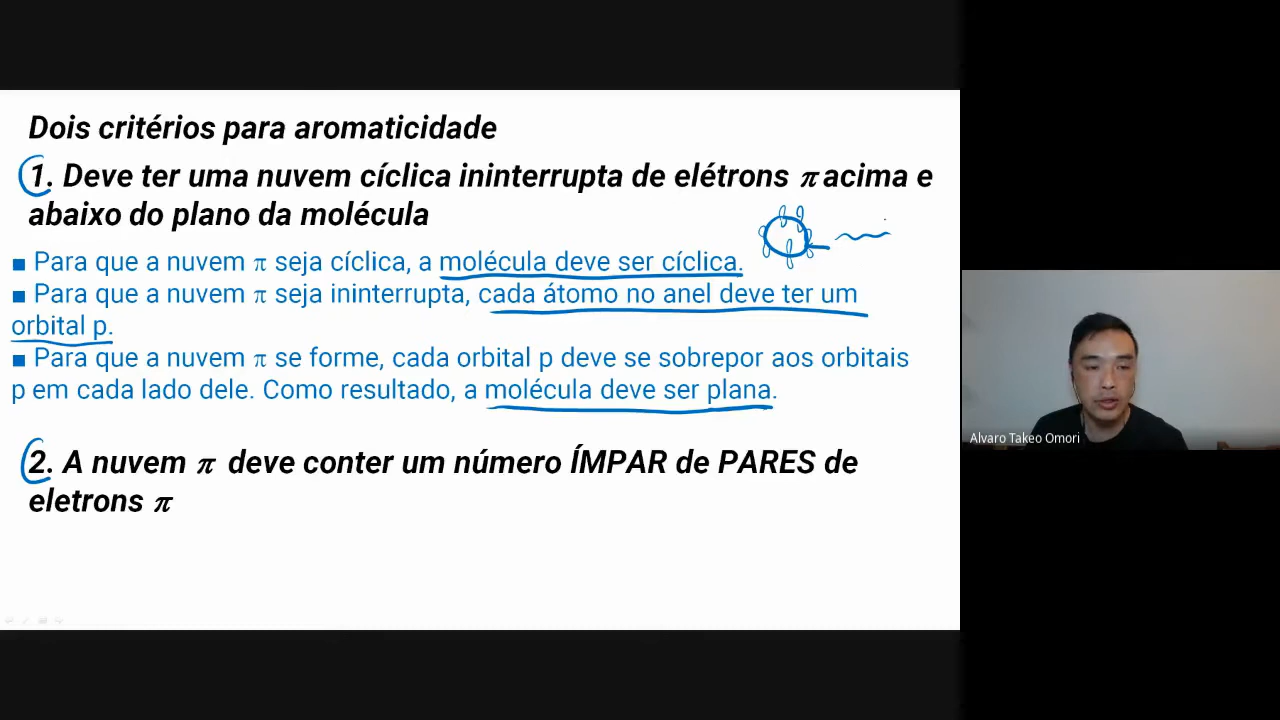 Dois critérios para aromaticidade
1. Deve ter uma nuvem cíclica ininterrupta de elétrons π acima e
abaixo do plano da molécula
■ Para que a nuvem π seja cíclica, a molécula deve ser cíclica.
■ Para que a nuvem π seja ininterrupta, cada átomo no anel deve ter um
orbital p.
■ Para que a nuvem π se forme, cada orbital p deve se sobrepor aos orbitais
p em cada lado dele. Como resultado, a molécula deve ser plana.
2. A nuvem π deve conter um número ÍMPAR de PARES de
eletrons π
Alvaro Takeo Omori